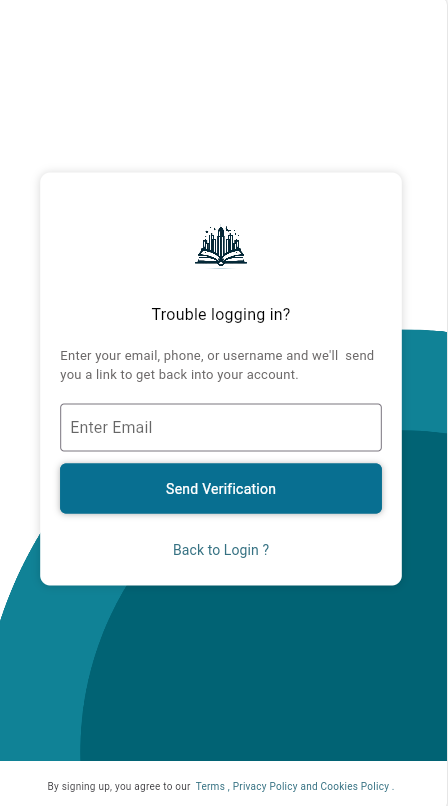 Trouble logging in?
Enter your email, phone, or username and we'll  send
you a link to get back into your account.
Enter Email
Send Verification
Back to Login ?
By signing up, you agree to our  Terms , Privacy Policy and Cookies Policy .